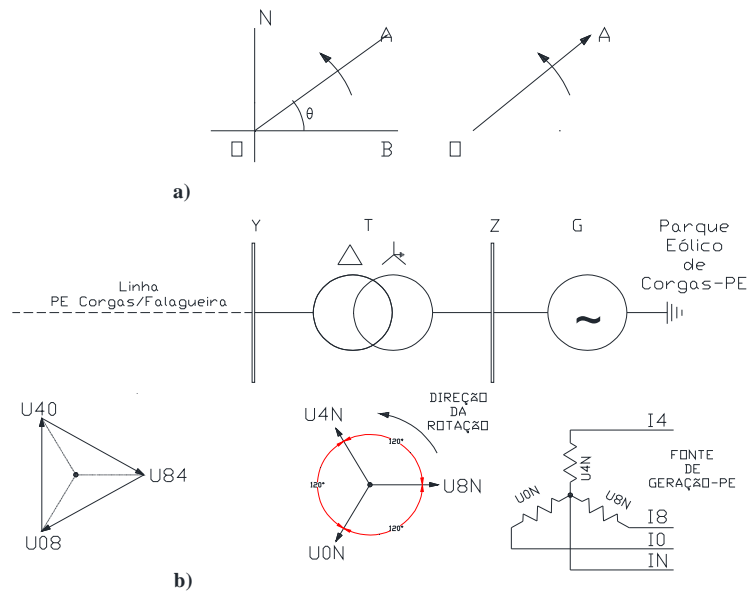 N
A
θ
O
B
A
O
a)
Y
T
Z
G
Parque
Eólico
de
Corgas-PE
Linha
PE Corgas/Falagueira
~
U40
U84
U08
DIREÇÃO
DA
ROTAÇÃO
U4N
120°
120°
120°
U8N
U0N
I4
U4N
FONTE
DE
GERAÇÃO-PE
U0N
U8N
I8
I0
IN
b)